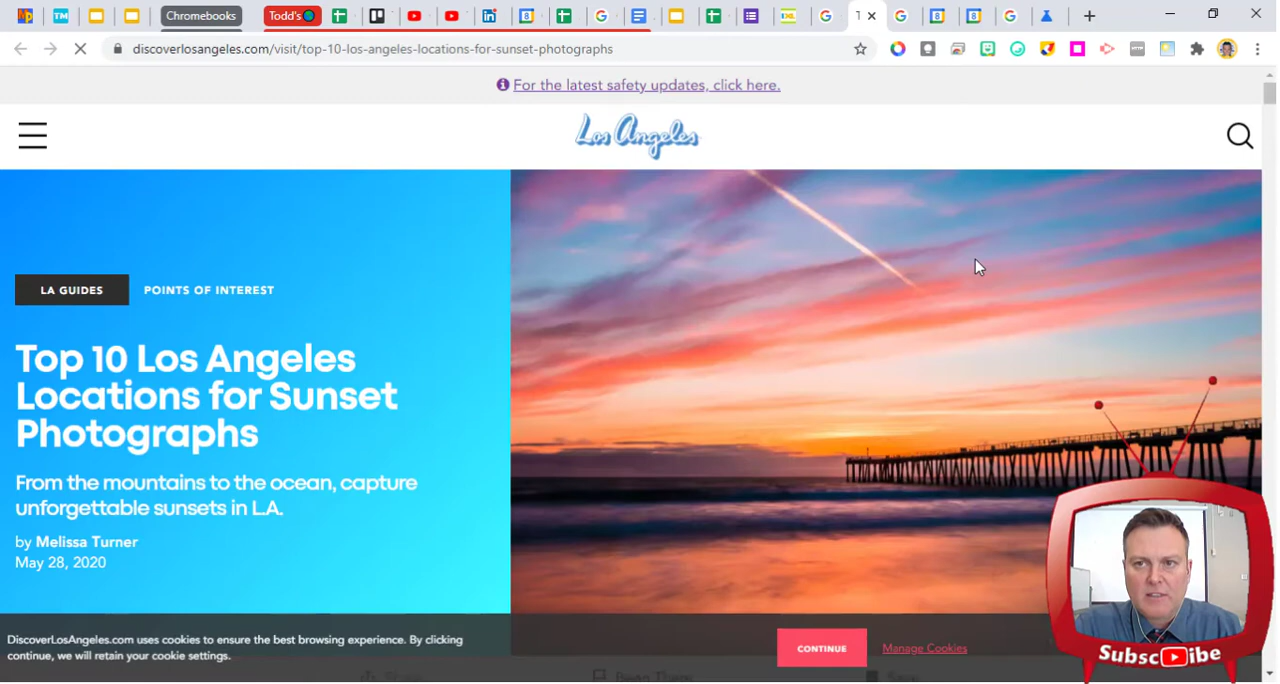 Chromebooks
Todd's
discoverlosangeles.com/visit/top-10-los-angeles-locations-for-sunset-photographs
For the latest safety updates, click here.
Los Angeles
LA GUIDES
POINTS OF INTEREST
Top 10 Los Angeles
Locations for Sunset
Photographs
From the mountains to the ocean, capture
unforgettable sunsets in L.A.
by Melissa Turner
May 28, 2020
DiscoverLosAngeles.com uses cookies to ensure the best browsing experience. By clicking
continue, we will retain your cookie settings.
CONTINUE
Manage Cookies
Subscribe